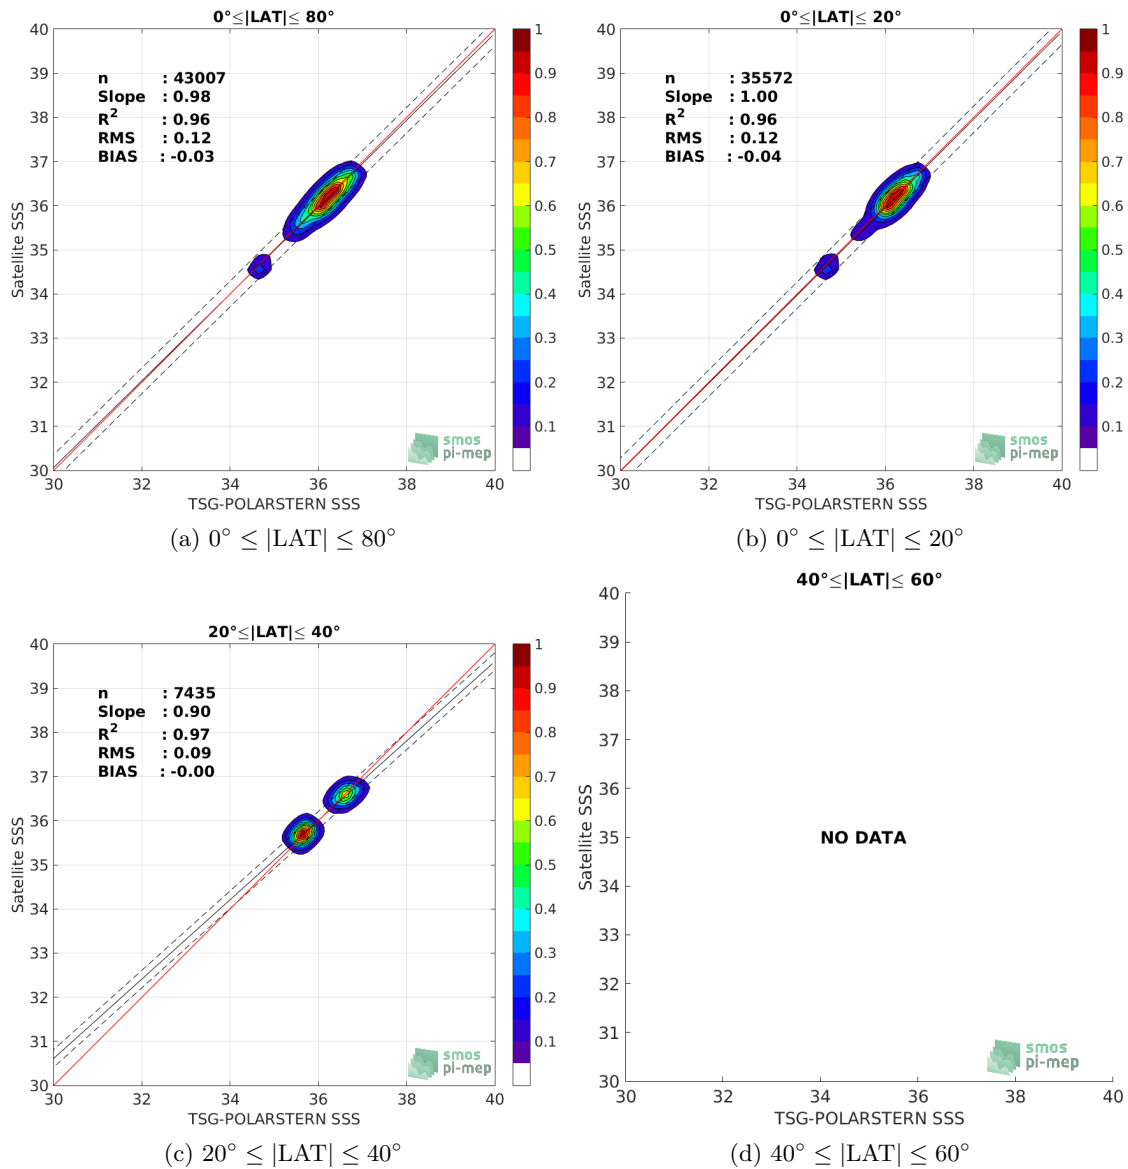 0°≤|LAT|≤ 80°
n : 43007
Slope : 0.98
R² : 0.96
RMS : 0.12
BIAS : -0.03
40
39
38
37
36
35
34
33
32
31
30
Satellite SSS
30 32 34 36 38 40
TSG-POLARSTERN SSS
1
0.9
0.8
0.7
0.6
0.5
0.4
0.3
0.2
0.1
smos
pi-mep
(a) 0° ≤ |LAT| ≤ 80°
0°≤|LAT|≤ 20°
n : 35572
Slope : 1.00
R² : 0.96
RMS : 0.12
BIAS : -0.04
40
39
38
37
36
35
34
33
32
31
30
Satellite SSS
30 32 34 36 38 40
TSG-POLARSTERN SSS
1
0.9
0.8
0.7
0.6
0.5
0.4
0.3
0.2
0.1
smos
pi-mep
(b) 0° ≤ |LAT| ≤ 20°
20°≤|LAT|≤ 40°
n : 7435
Slope : 0.90
R² : 0.97
RMS : 0.09
BIAS : -0.00
40
39
38
37
36
35
34
33
32
31
30
Satellite SSS
30 32 34 36 38 40
TSG-POLARSTERN SSS
1
0.9
0.8
0.7
0.6
0.5
0.4
0.3
0.2
0.1
smos
pi-mep
(c) 20° ≤ |LAT| ≤ 40°
40°≤|LAT|≤ 60°
40
39
38
37
36
35
34
33
32
31
30
Satellite SSS
NO DATA
30 32 34 36 38 40
TSG-POLARSTERN SSS
smos
pi-mep
(d) 40° ≤ |LAT| ≤ 60°